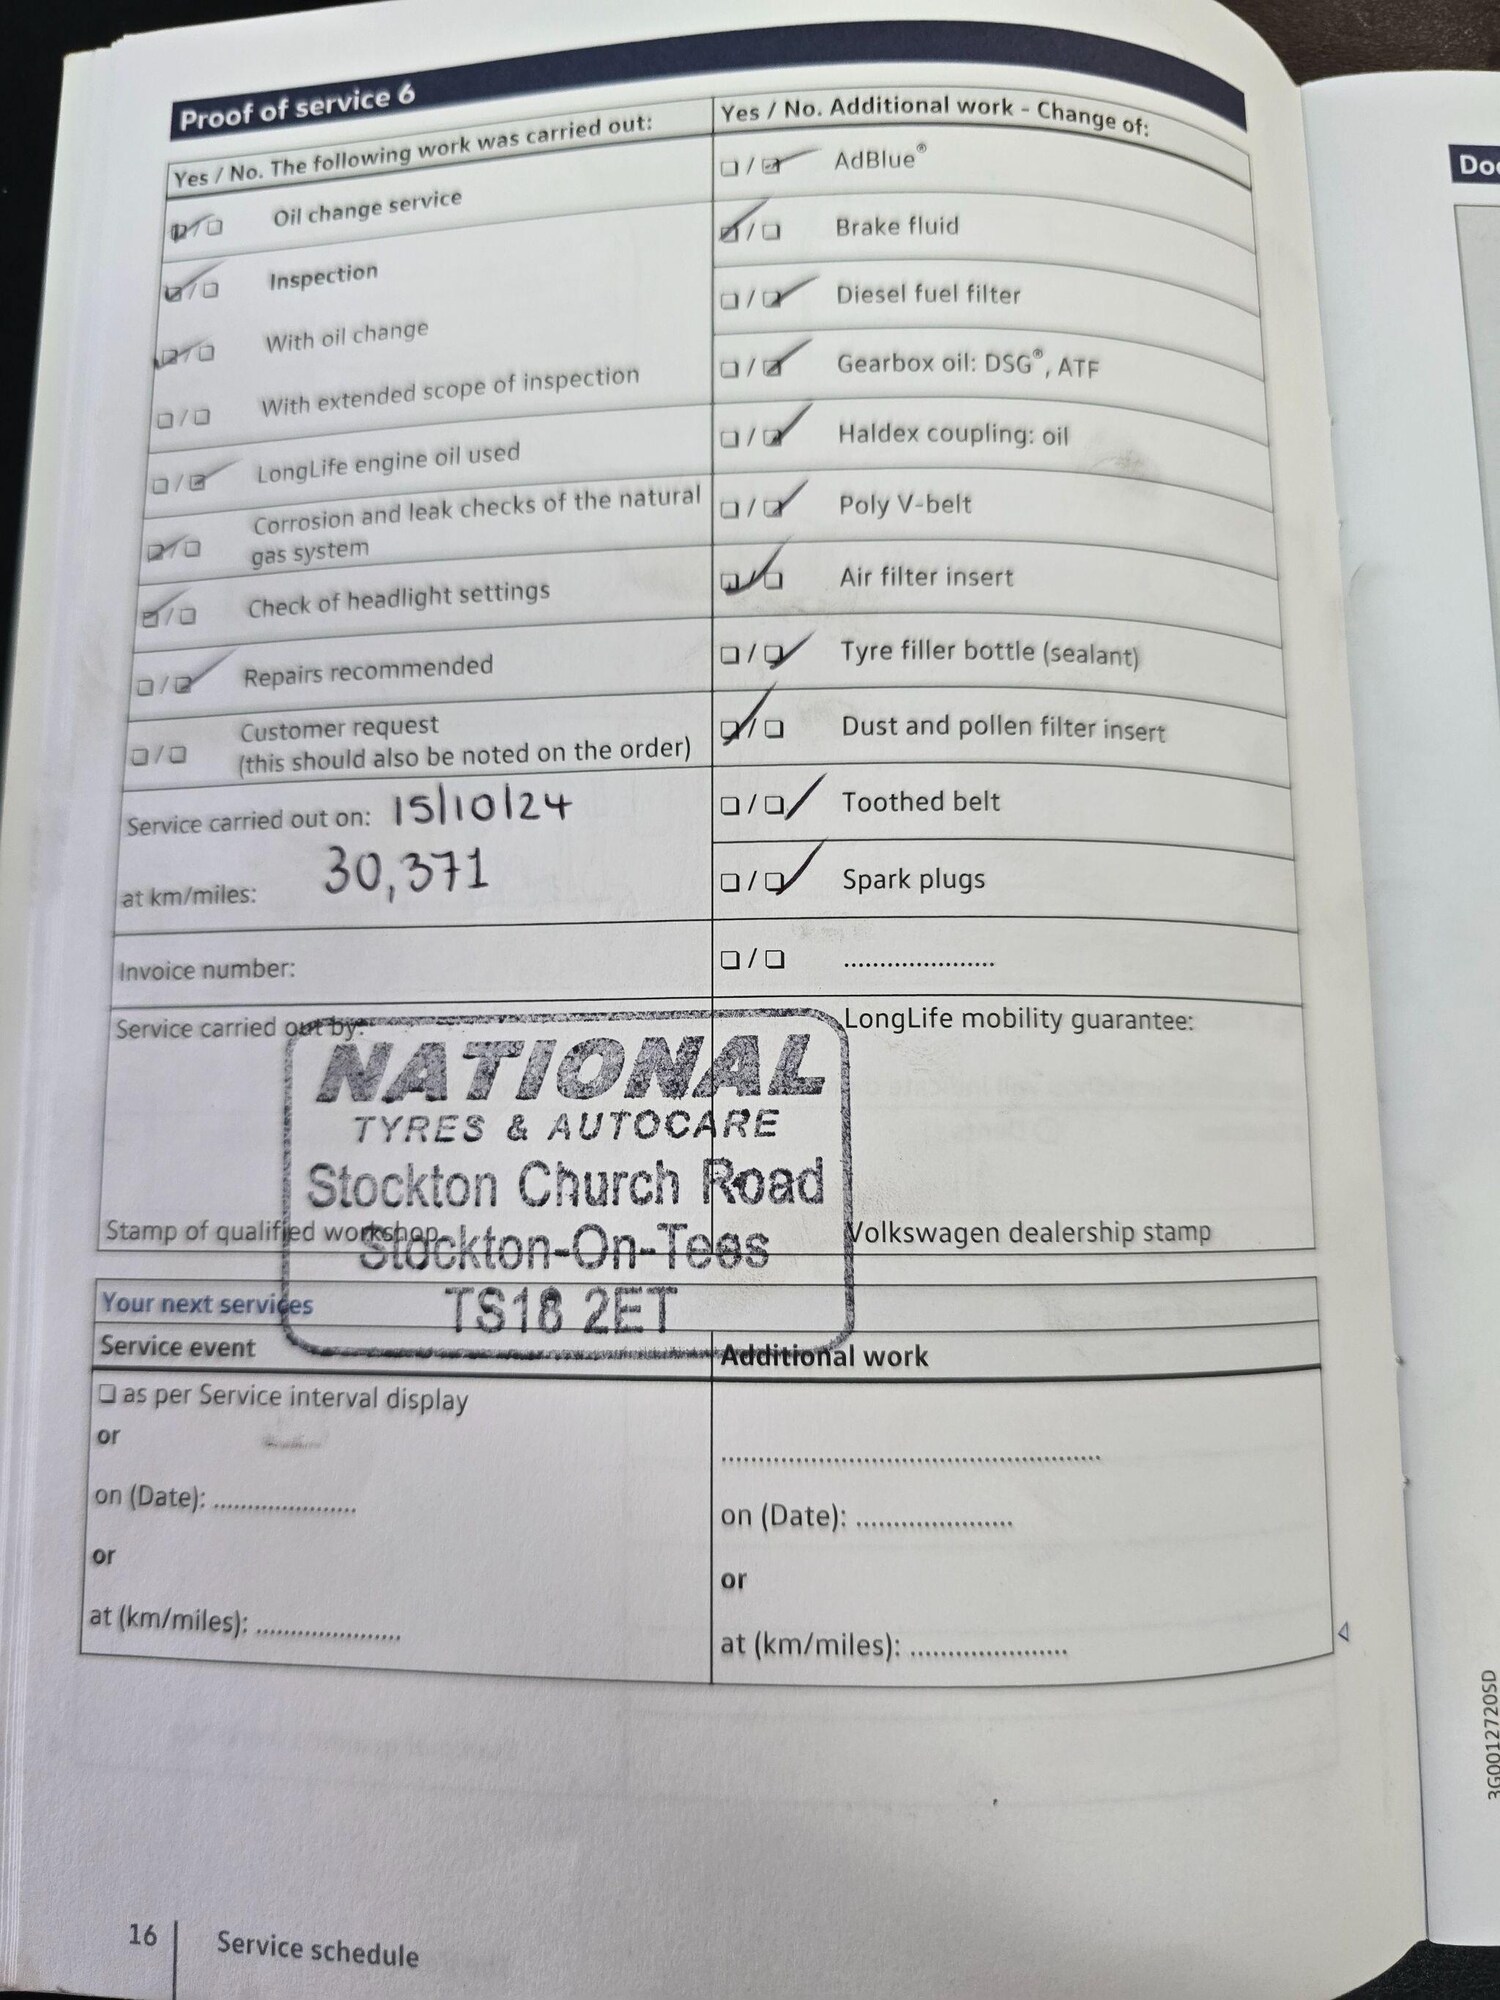 Proof of service 6
Yes / No. The following work was carried out:
Oil change service
Inspection
With oil change
With extended scope of inspection
LongLife engine oil used
Corrosion and leak checks of the natural
gas system
Check of headlight settings
Repairs recommended
Customer request
(this should also be noted on the order)
Service carried out on: 15/10/24
at km/miles: 30,371
Invoice number:
Service carried out by:
Stamp of qualified workshop
Yes / No. Additional work - Change of:
AdBlue®
Brake fluid
Diesel fuel filter
Gearbox oil: DSG®, ATF
Haldex coupling: oil
Poly V-belt
Air filter insert
Tyre filler bottle (sealant)
Dust and pollen filter insert
Toothed belt
Spark plugs
.....................
LongLife mobility guarantee:
Volkswagen dealership stamp
NATIONAL
TYRES & AUTOCARE
Stockton Church Road
Stockton-On-Tees
TS18 2ET
Your next services
Service event
as per Service interval display
or
on (Date): .....................
or
at (km/miles): .....................
Additional work
.....................................................
on (Date): ......................
or
at (km/miles): ......................
16
Service schedule
3G0012720SD